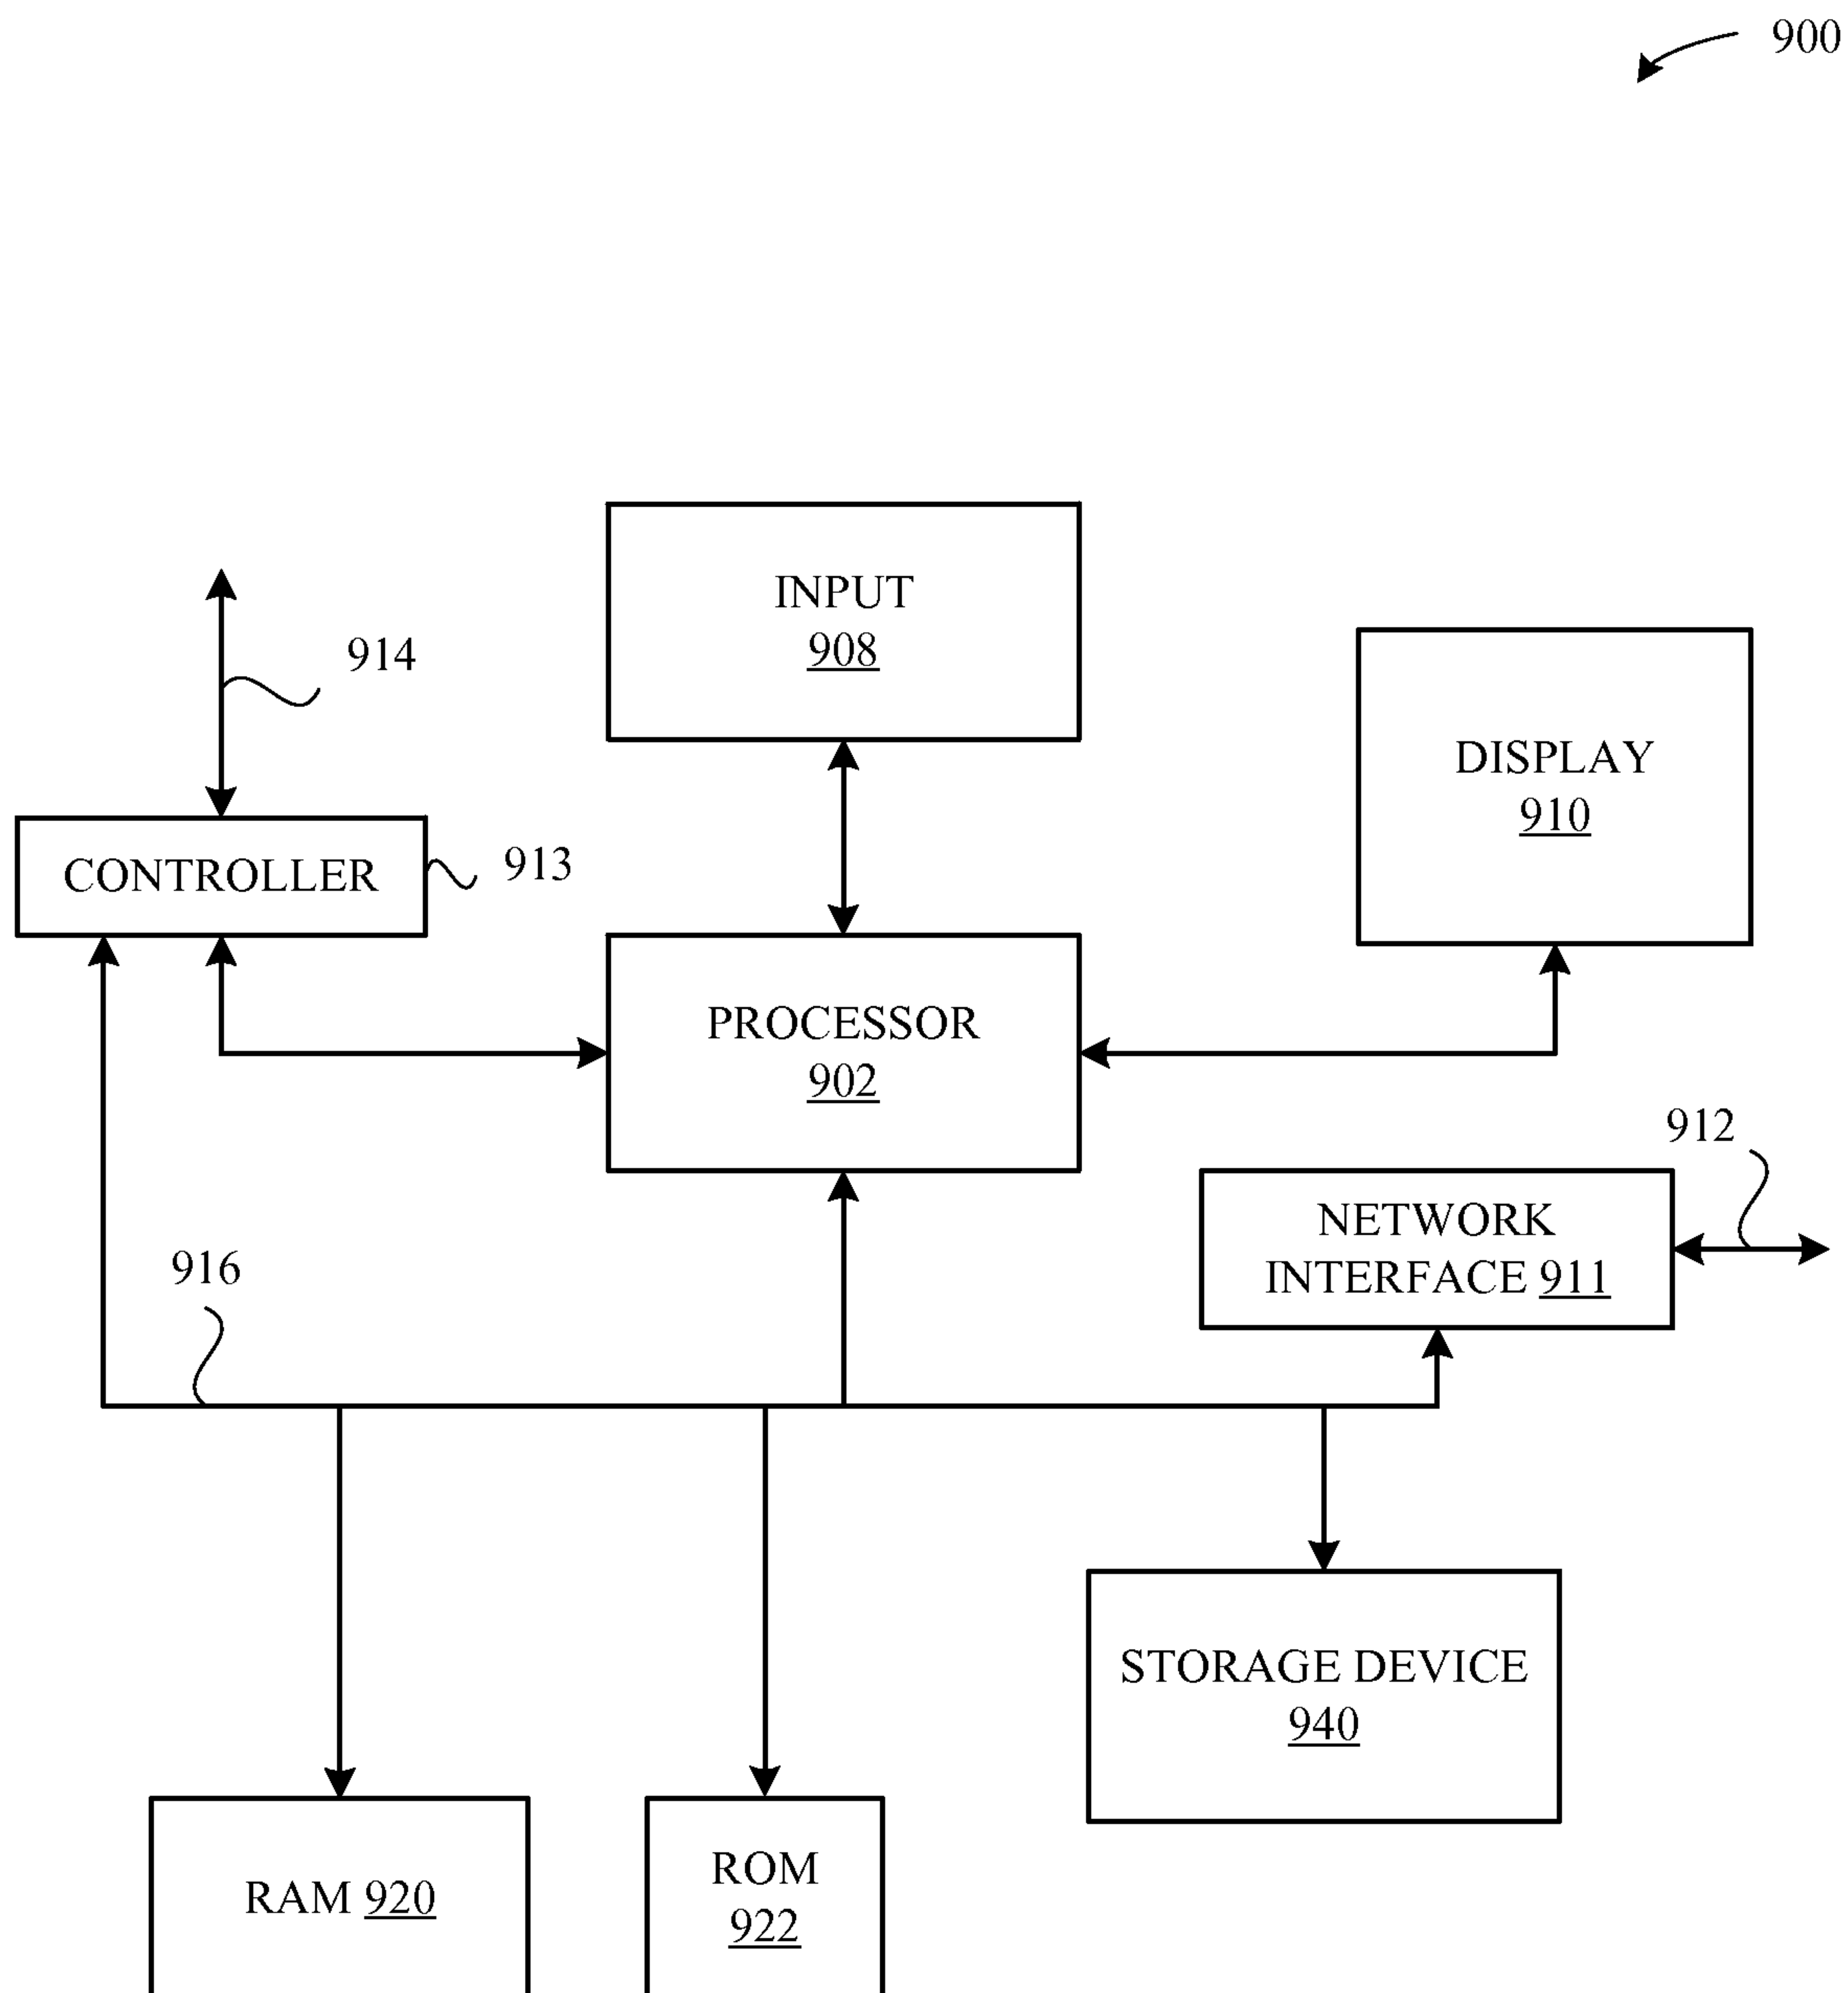 900
INPUT
908
914
DISPLAY
910
CONTROLLER
913
PROCESSOR
902
912
NETWORK
INTERFACE 911
916
STORAGE DEVICE
940
RAM 920
ROM
922